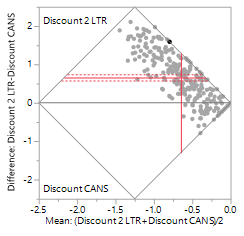 Difference: Discount 2 LTR-Discount CANS
2
1
0
-1
-2
Discount 2 LTR
Discount CANS
-2.5
-2.0
-1.5
-1.0
-0.5
0.0
Mean: (Discount 2 LTR+Discount CANS)/2